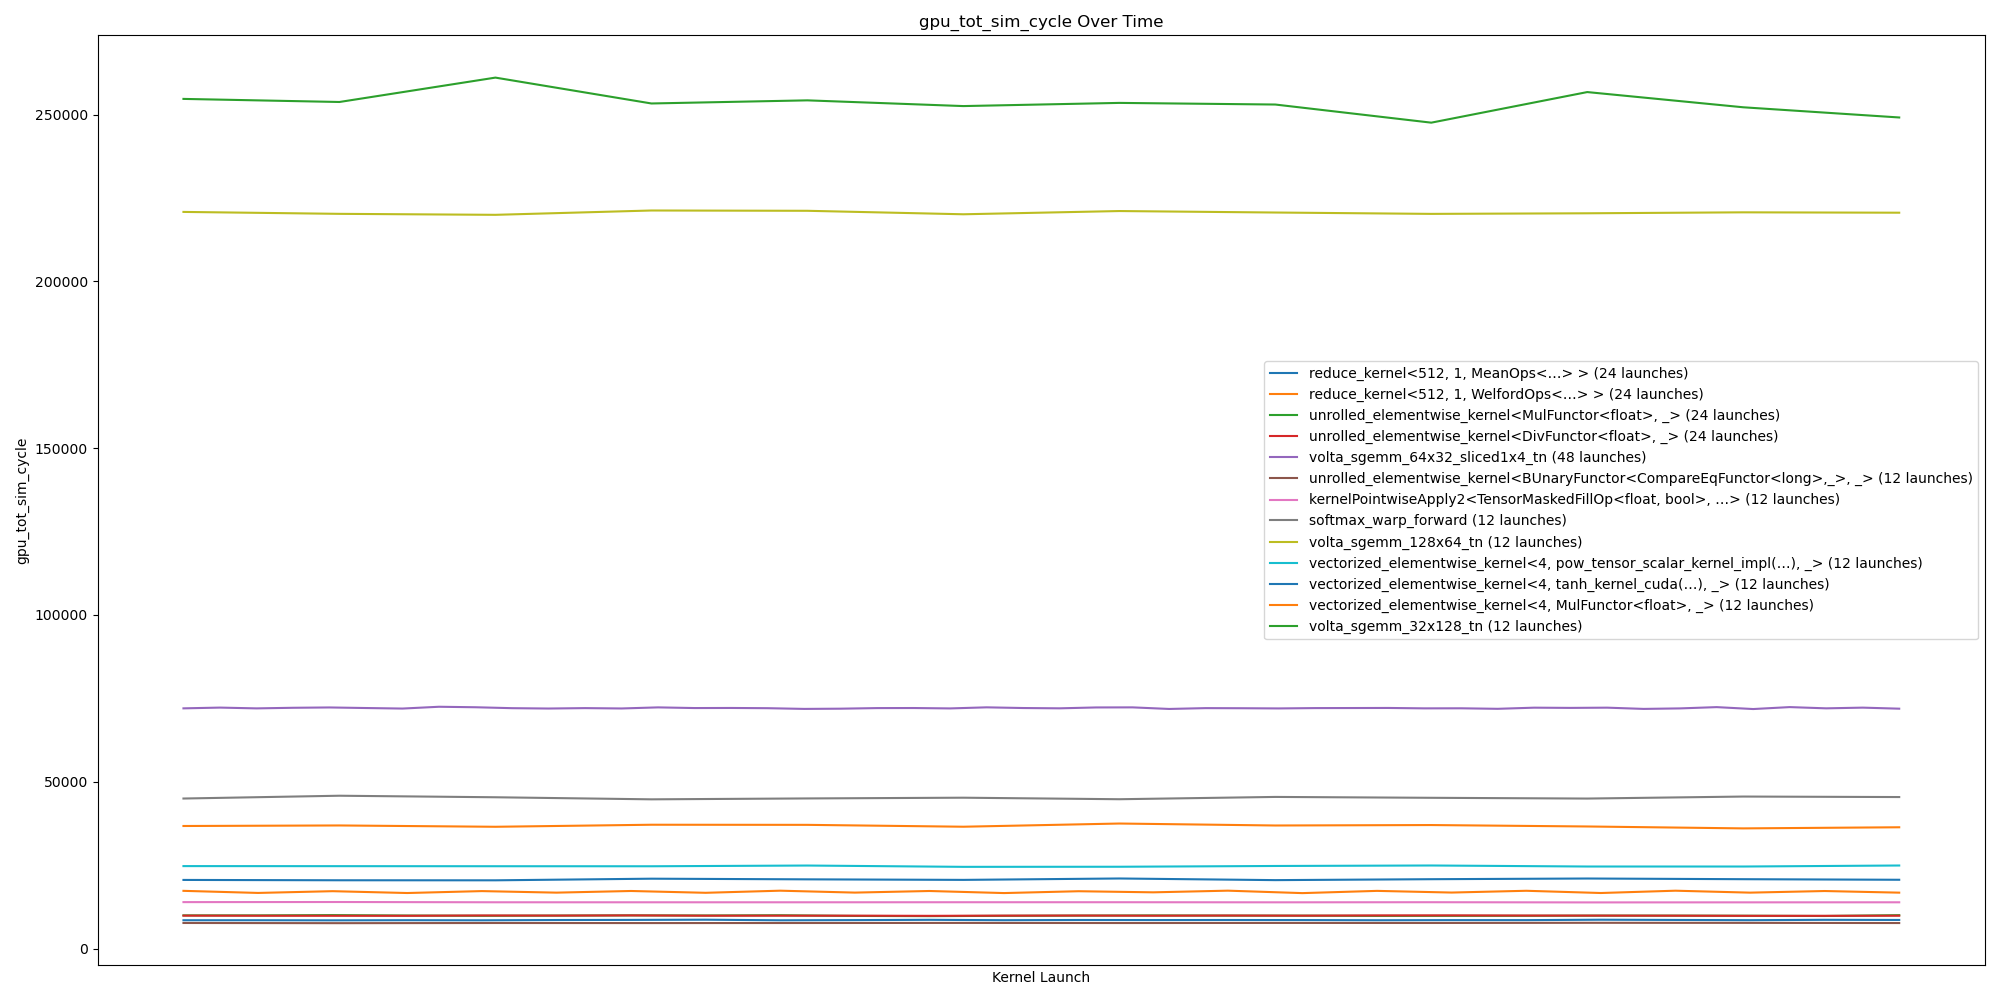 gpu_tot_sim_cycle Over Time
250000
200000
150000
100000
50000
0
gpu_tot_sim_cycle
reduce_kernel<512, 1, MeanOps<...> > (24 launches)
reduce_kernel<512, 1, WelfordOps<...> > (24 launches)
unrolled_elementwise_kernel<MulFunctor<float>, _> (24 launches)
unrolled_elementwise_kernel<DivFunctor<float>, _> (24 launches)
volta_sgemm_64x32_sliced1x4_tn (48 launches)
unrolled_elementwise_kernel<BUnaryFunctor<CompareEqFunctor<long>,_>, _> (12 launches)
kernelPointwiseApply2<TensorMaskedFillOp<float, bool>, ...> (12 launches)
softmax_warp_forward (12 launches)
volta_sgemm_128x64_tn (12 launches)
vectorized_elementwise_kernel<4, pow_tensor_scalar_kernel_impl(...), _> (12 launches)
vectorized_elementwise_kernel<4, tanh_kernel_cuda(...), _> (12 launches)
vectorized_elementwise_kernel<4, MulFunctor<float>, _> (12 launches)
volta_sgemm_32x128_tn (12 launches)
Kernel Launch